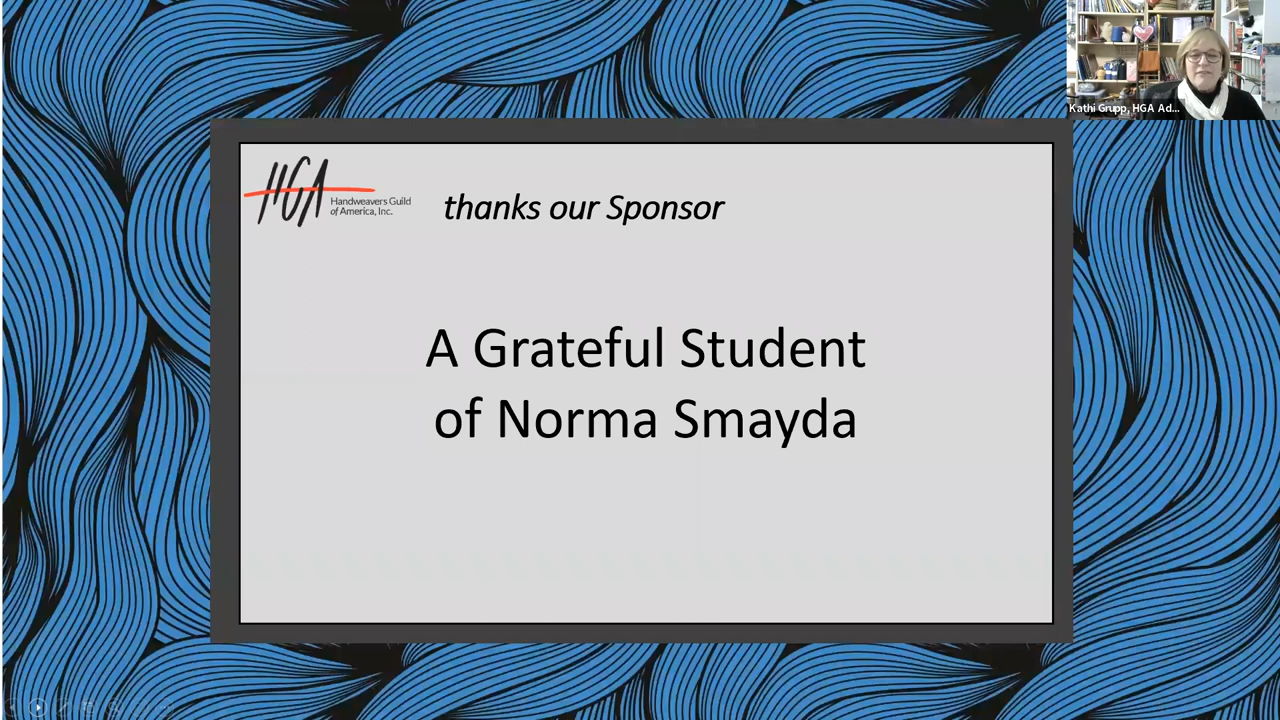 Kathi Grupp, HGA Ad...
HGA
Handweavers Guild
of America, Inc.
thanks our Sponsor
A Grateful Student
of Norma Smayda